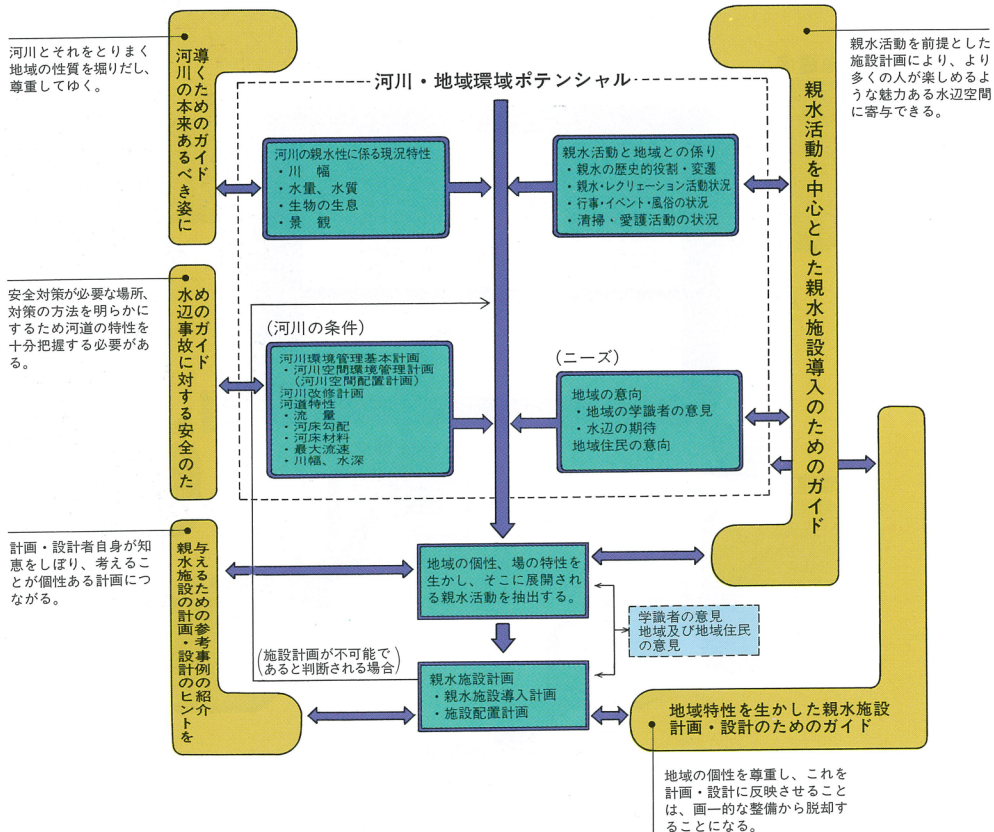 河川とそれをとりまく
地域の性質を掘りだし、
尊重してゆく。
河川の本来あるべき姿に
導くためのガイド
河川・地域環境ポテンシャル
親水活動を前提とした
施設計画により、より
多くの人が楽しめるよ
うな魅力ある水辺空間
に寄与できる。
親水活動を中心とした親水施設導入のためのガイド
河川の親水性に係る現況特性
・川　幅
・水量、水質
・生物の生息
・景　観
親水活動と地域との係り
・親水の歴史的役割・変遷
・親水・レクリェーション活動状況
・行事・イベント・風俗の状況
・清掃・愛護活動の状況
安全対策が必要な場所、
対策の方法を明らかに
するため河道の特性を
十分把握する必要があ
る。
水辺事故に対する安全のた
めのガイド
(河川の条件)
河川環境管理基本計画
・河川空間環境管理計画
(河川空間配置計画)
河川改修計画
河道特性
・流　量
・河床勾配
・河床材料
・最大流速
・川幅、水深
(ニーズ)
地域の意向
・地域の学識者の意見
・水辺の期待
地域住民の意向
計画・設計者自身が知
恵をしぼり、考えること
が個性ある計画につ
ながる。
親水施設の計画・設計のヒントを
与えるための参考事例の紹介
地域の個性、場の特性を
生かし、そこに展開され
る親水活動を抽出する。
学識者の意見
地域及び地域住民
の意見
(施設計画が不可能で
あると判断される場合)
親水施設計画
・親水施設導入計画
・施設配置計画
地域特性を生かした親水施設
計画・設計のためのガイド
地域の個性を尊重し、これを
計画・設計に反映させること
は、画一的な整備から脱却す
ることになる。